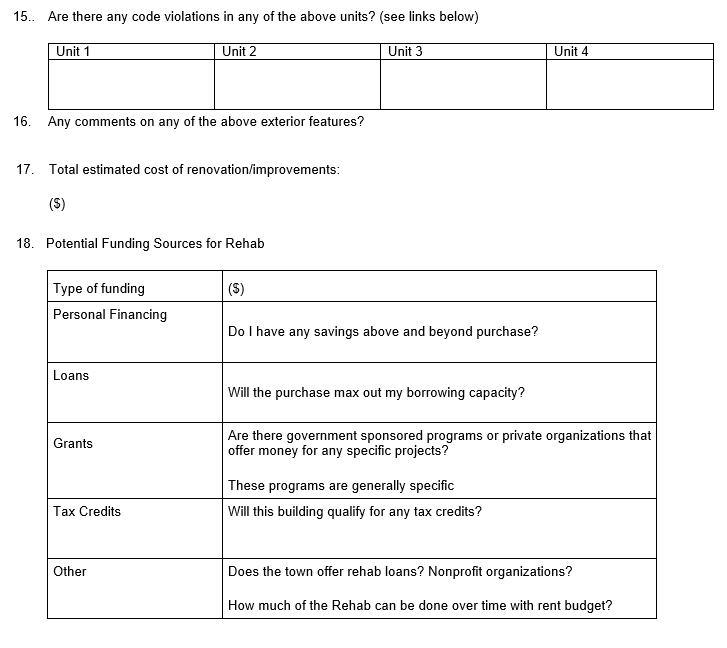 15.. Are there any code violations in any of the above units? (see links below)
Unit 1 Unit 2 Unit 3 Unit 4
16. Any comments on any of the above exterior features?
17. Total estimated cost of renovation/improvements:
($)
18. Potential Funding Sources for Rehab
Type of funding ($)
Personal Financing
Do I have any savings above and beyond purchase?
Loans
Will the purchase max out my borrowing capacity?
Grants
Are there government sponsored programs or private organizations that
offer money for any specific projects?
These programs are generally specific
Tax Credits Will this building qualify for any tax credits?
Other Does the town offer rehab loans? Nonprofit organizations?
How much of the Rehab can be done over time with rent budget?